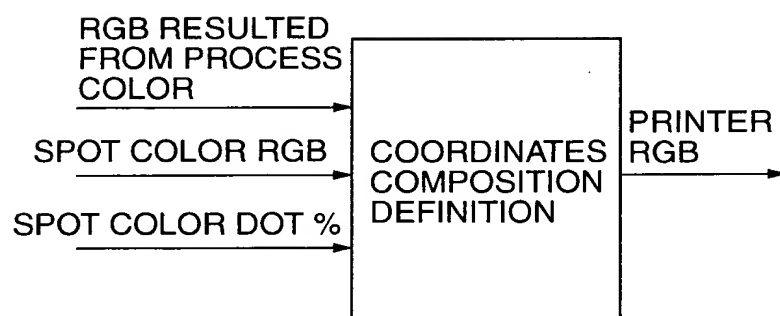 RGB RESULTED
FROM PROCESS
COLOR
SPOT COLOR RGB
SPOT COLOR DOT %
COORDINATES
COMPOSITION
DEFINITION
PRINTER
RGB